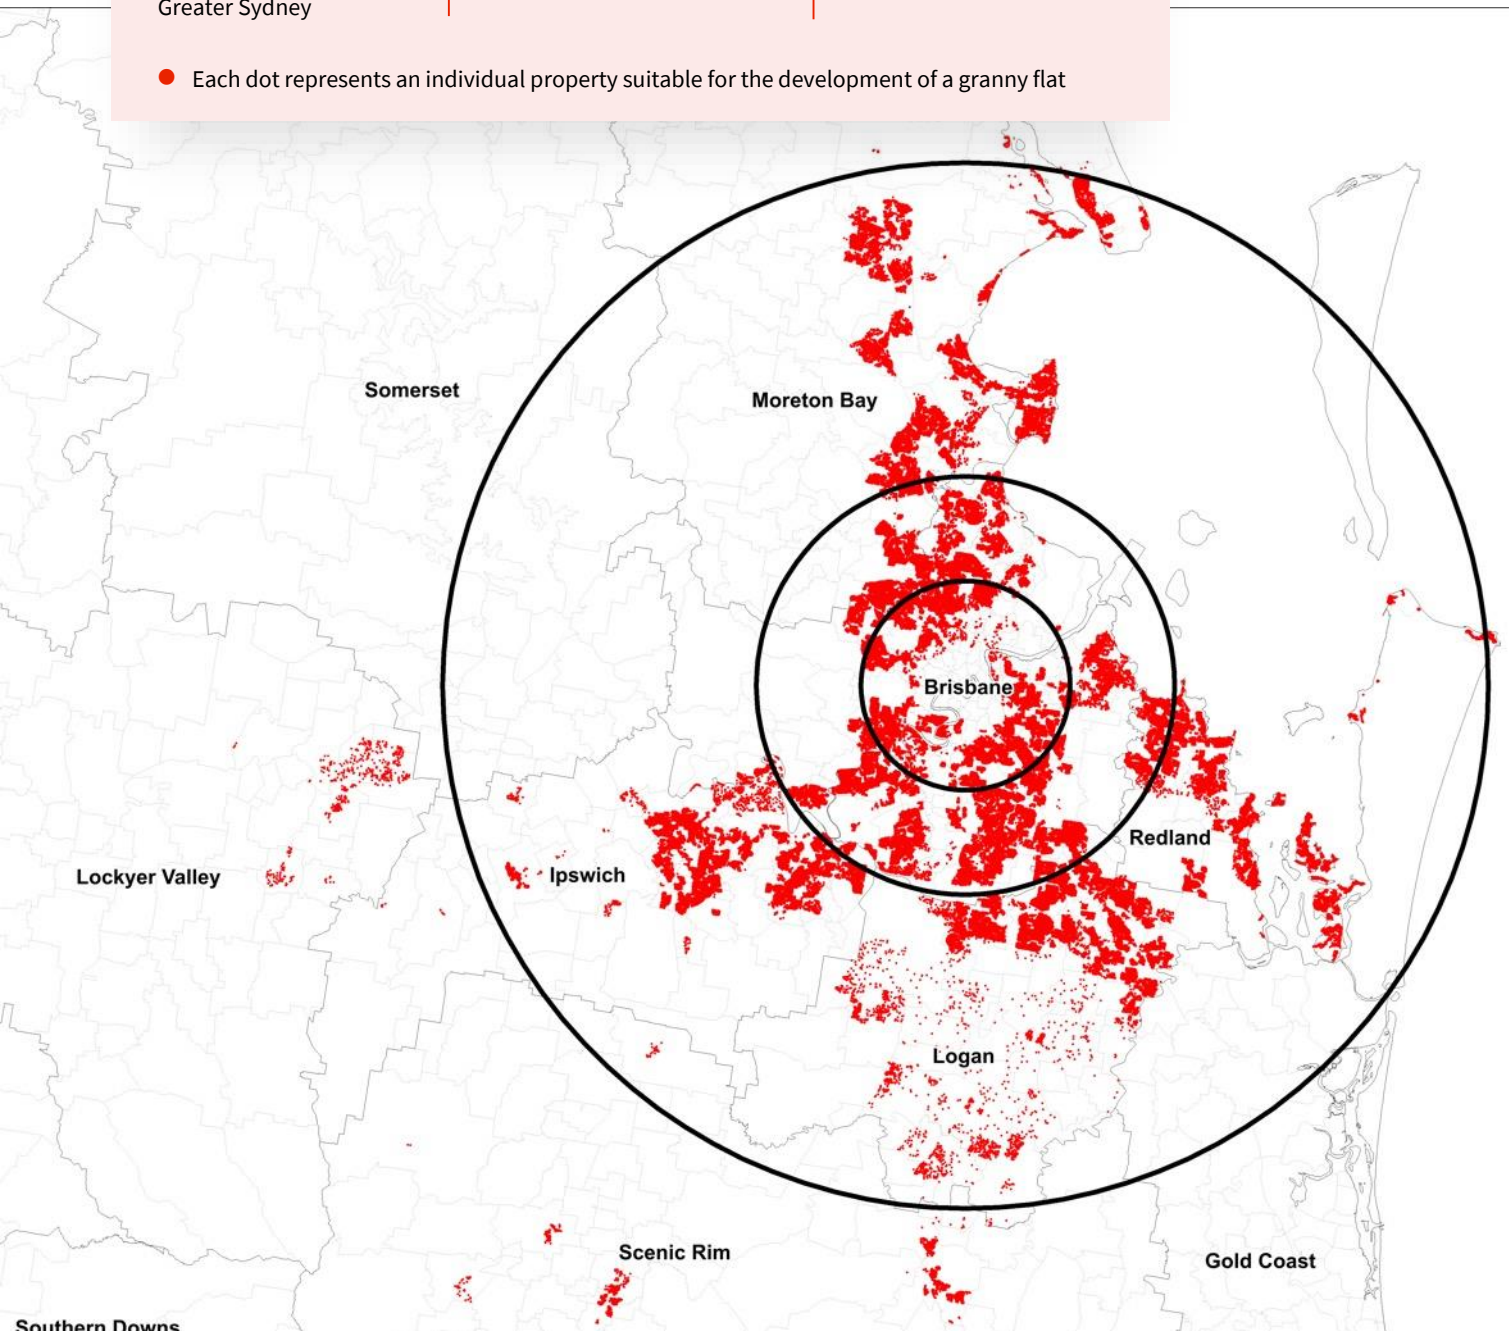 Greater Sydney
Each dot represents an individual property suitable for the development of a granny flat
Somerset
Moreton Bay
Brisbane
Redland
Lockyer Valley
Ipswich
Logan
Scenic Rim
Gold Coast
Southern Downs